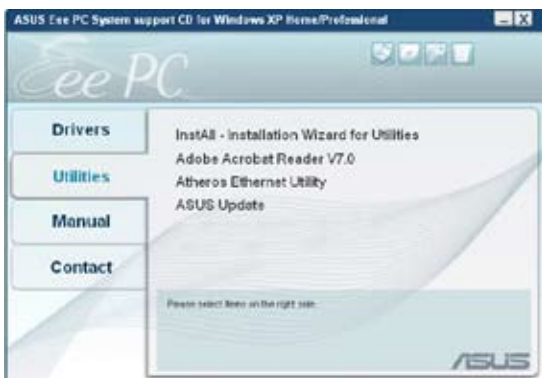 ASUS Eee PC System support CD for Windows XP Home/Professional
Eee PC
Drivers
Utilities
Manual
Contact
InstAll - Installation Wizard for Utilities
Adobe Acrobat Reader V7.0
Atheros Ethernet Utility
ASUS Update
Please select items on the right side.
ASUS